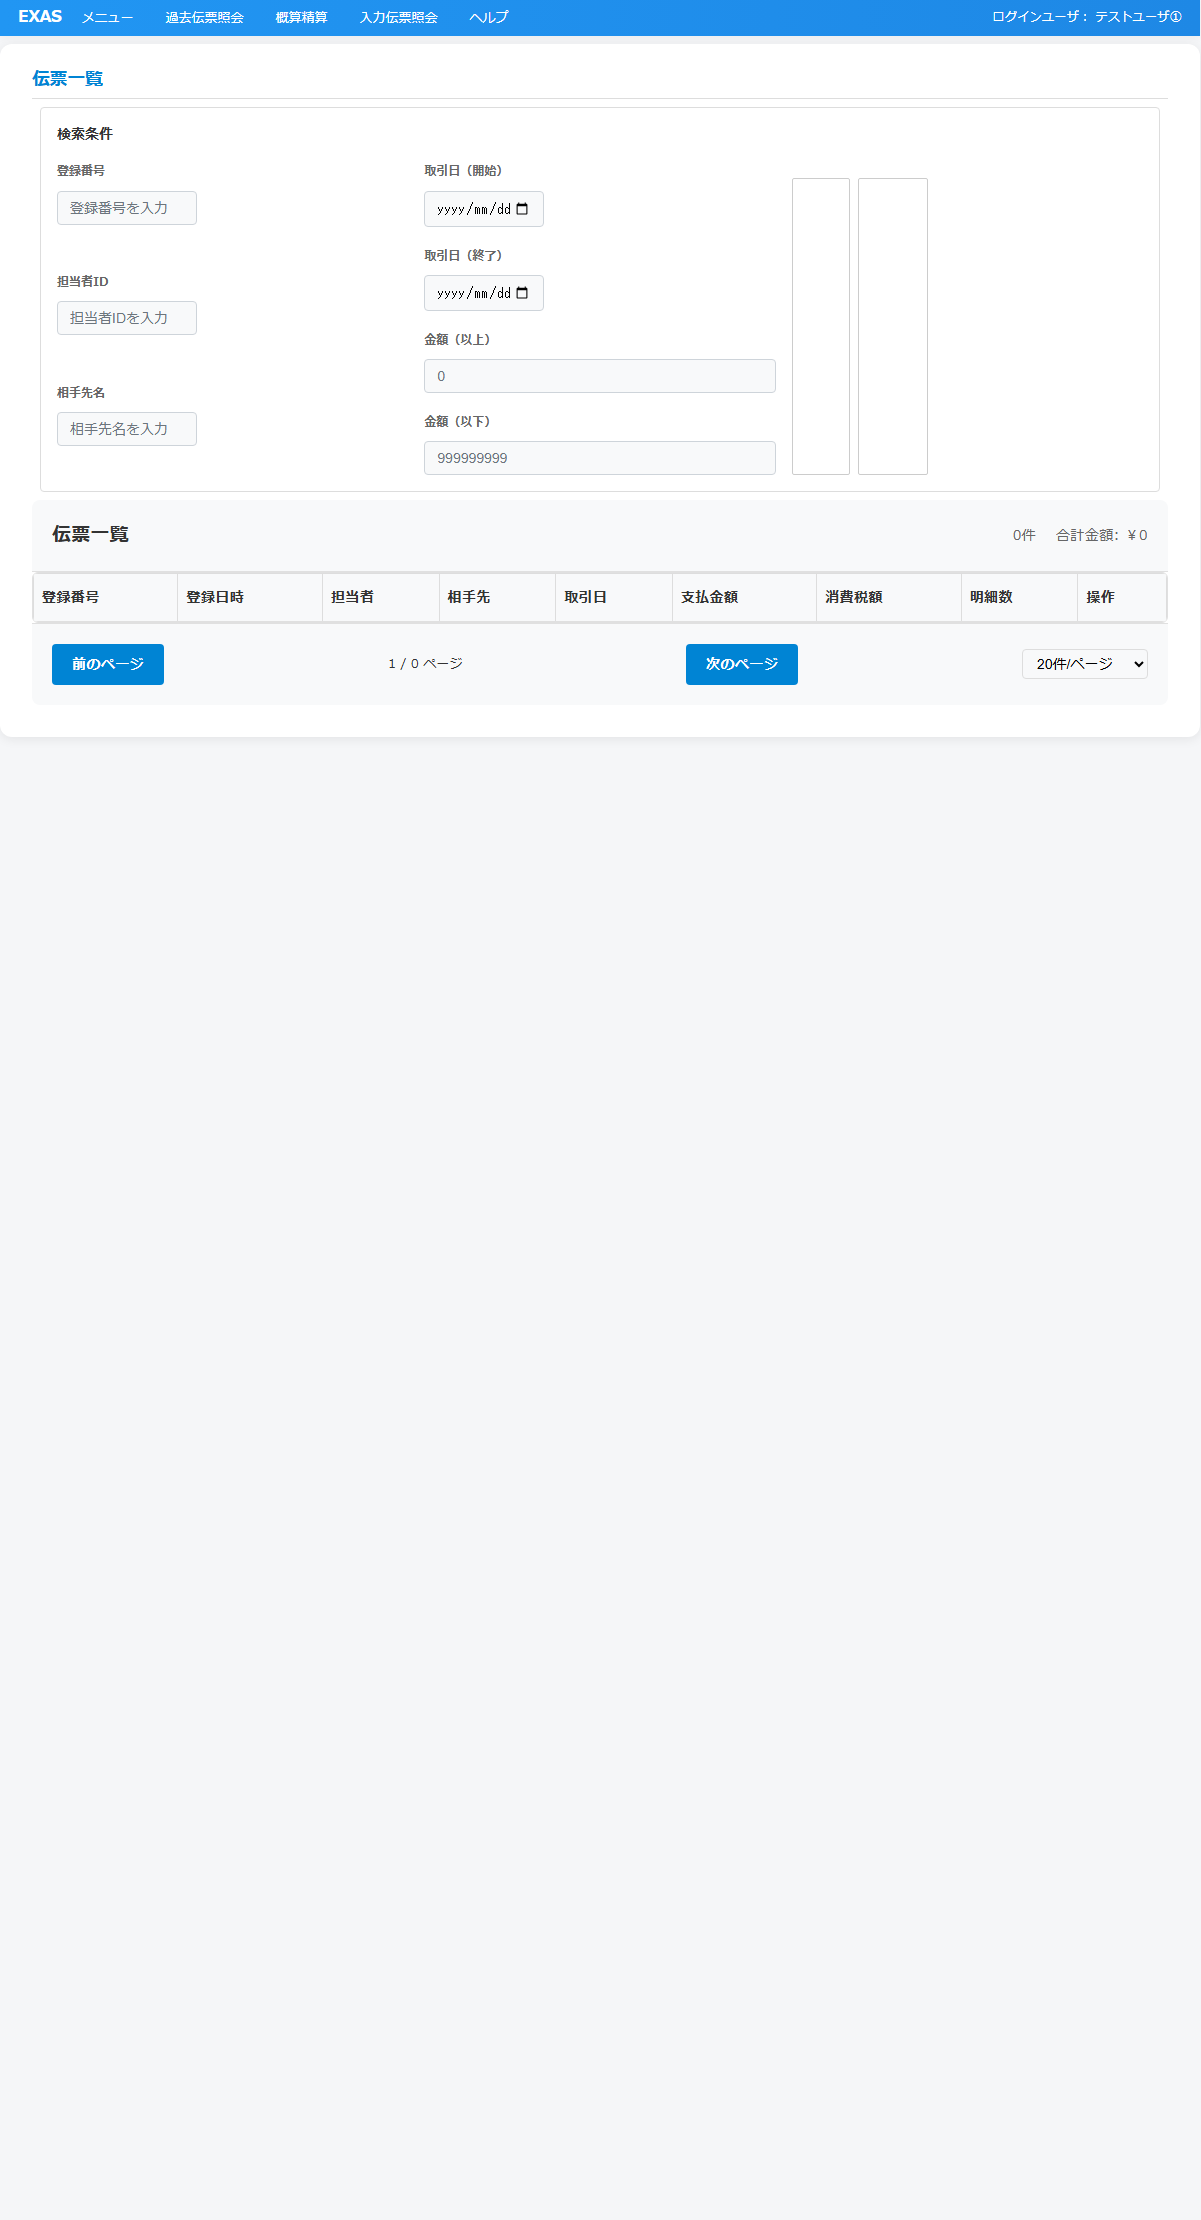 EXAS メニュー 過去伝票照会 概算精算 入力伝票照会 ヘルプ ログインユーザ： テストユーザ①
伝票一覧
検索条件
登録番号
登録番号を入力
担当者ID
担当者IDを入力
相手先名
相手先名を入力
取引日（開始）
yyyy/mm/dd
取引日（終了）
yyyy/mm/dd
金額（以上）
0
金額（以下）
999999999
伝票一覧 0件 合計金額: ¥0
登録番号 登録日時 担当者 相手先 取引日 支払金額 消費税額 明細数 操作
前のページ 1 / 0 ページ 次のページ 20件/ページ